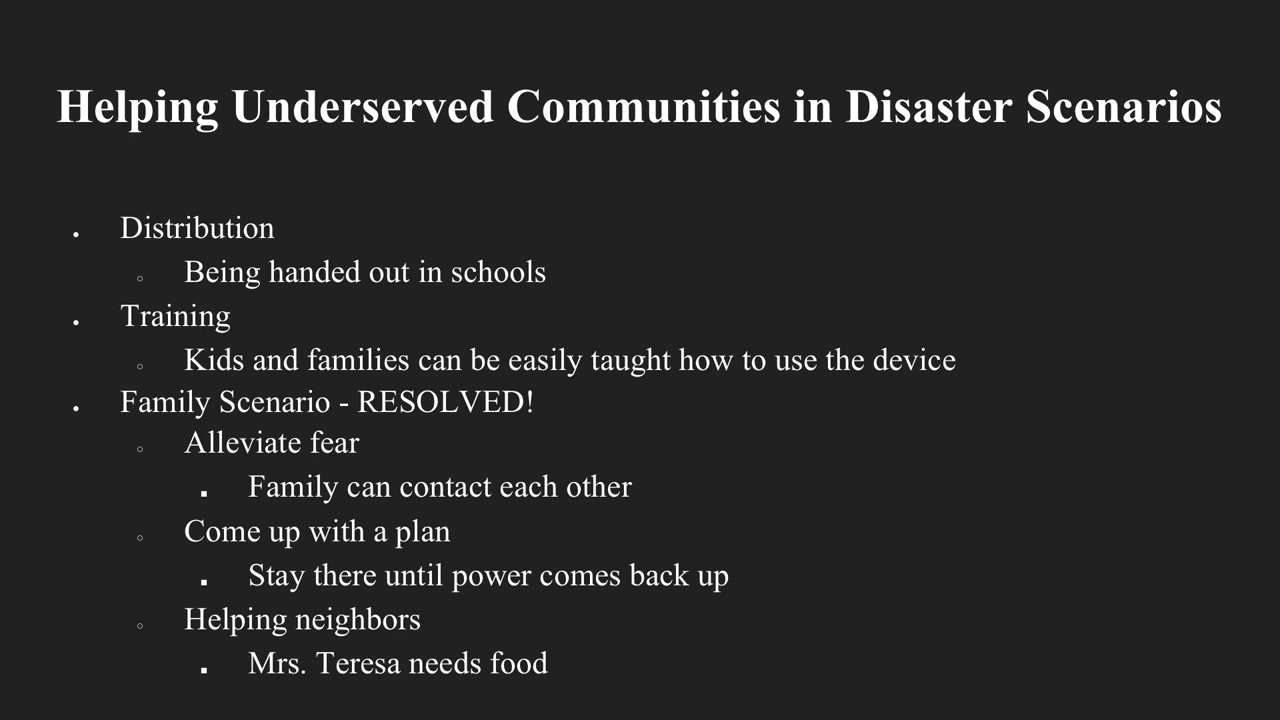 Helping Underserved Communities in Disaster Scenarios
Distribution
Being handed out in schools
Training
Kids and families can be easily taught how to use the device
Family Scenario - RESOLVED!
Alleviate fear
Family can contact each other
Come up with a plan
Stay there until power comes back up
Helping neighbors
Mrs. Teresa needs food